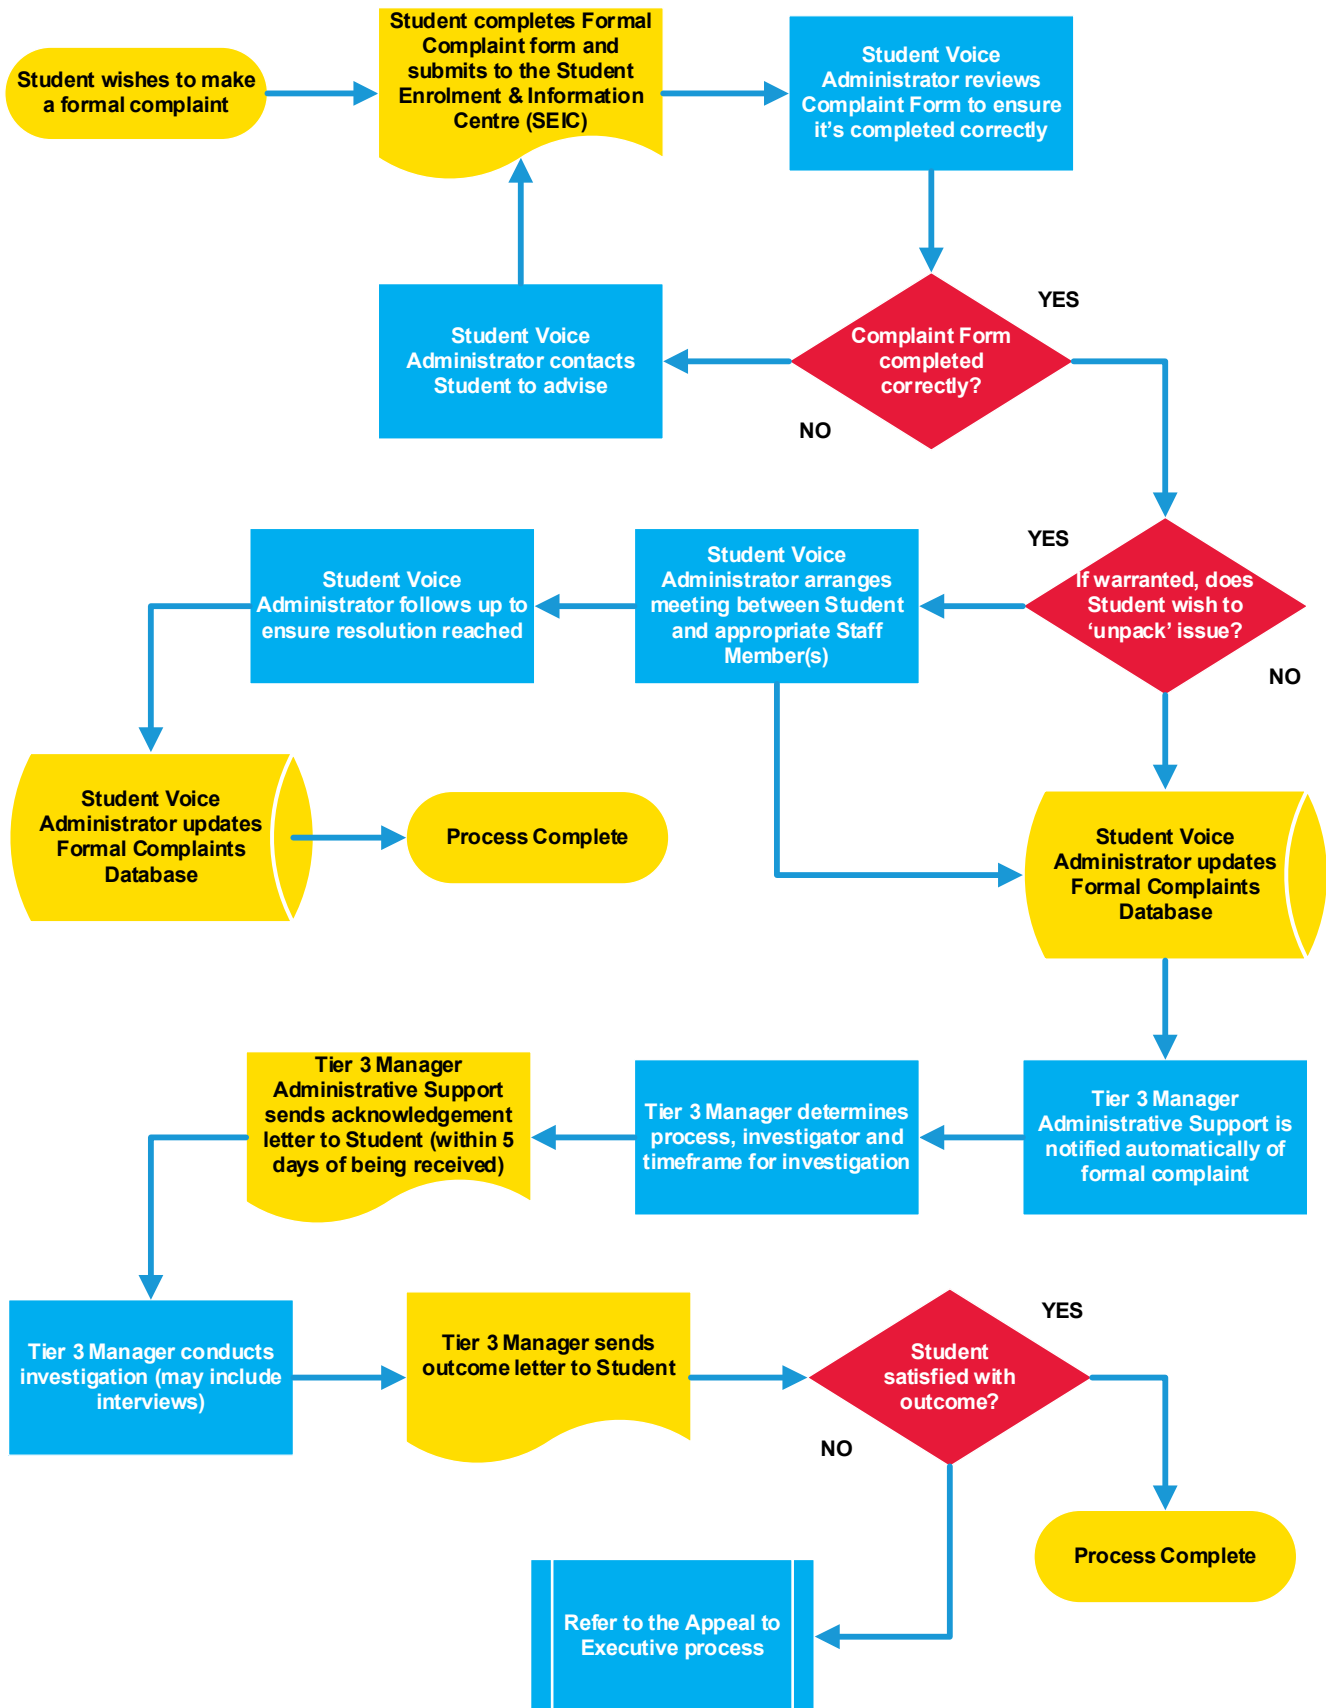 Student wishes to make
a formal complaint
Student completes Formal
Complaint form and
submits to the Student
Enrolment & Information
Centre (SEIC)
Student Voice
Administrator reviews
Complaint Form to ensure
it's completed correctly
YES
Complaint Form
completed
correctly?
NO
Student Voice
Administrator contacts
Student to advise
YES
If warranted, does
Student wish to
‘unpack’ issue?
NO
Student Voice
Administrator arranges
meeting between Student
and appropriate Staff
Member(s)
Student Voice
Administrator follows up to
ensure resolution reached
Student Voice
Administrator updates
Formal Complaints
Database
Process Complete
Student Voice
Administrator updates
Formal Complaints
Database
Tier 3 Manager
Administrative Support is
notified automatically of
formal complaint
Tier 3 Manager determines
process, investigator and
timeframe for investigation
Tier 3 Manager
Administrative Support
sends acknowledgement
letter to Student (within 5
days of being received)
Tier 3 Manager conducts
investigation (may include
interviews)
Tier 3 Manager sends
outcome letter to Student
YES
Student
satisfied with
outcome?
NO
Process Complete
Refer to the Appeal to
Executive process